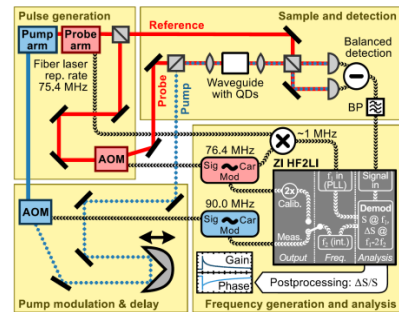 Pulse generation
Pump
arm
Probe
arm
Fiber laser
rep. rate
75.4 MHz
AOM
Reference
Probe
Pump
Sample and detection
Waveguide
with QDs
Balanced
detection
BP
76.4 MHz
Sig Car
Mod
~1 MHz
ZI HF2LI
90.0 MHz
Sig Car
Mod
2x
Calib.
Meas.
f₁ in
(PLL)
f₂ (int.)
Signal
in
Demod
S @ f₁,
ΔS @
f₁-2f₂
Output
Freq.
Analysis
AOM
Pump modulation & delay
Gain
Phase
Postprocessing: ΔS/S
Frequency generation and analysis